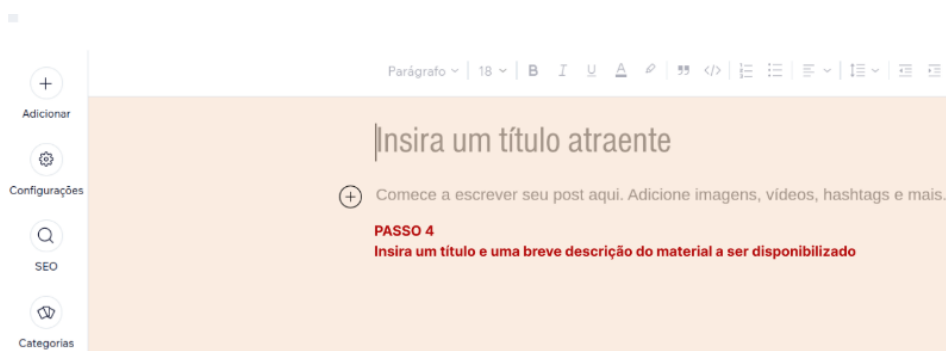 Parágrafo 18 B I U A
Adicionar
Configurações
SEO
Categorias
Insira um título atraente
Comece a escrever seu post aqui. Adicione imagens, vídeos, hashtags e mais.
PASSO 4
Insira um título e uma breve descrição do material a ser disponibilizado